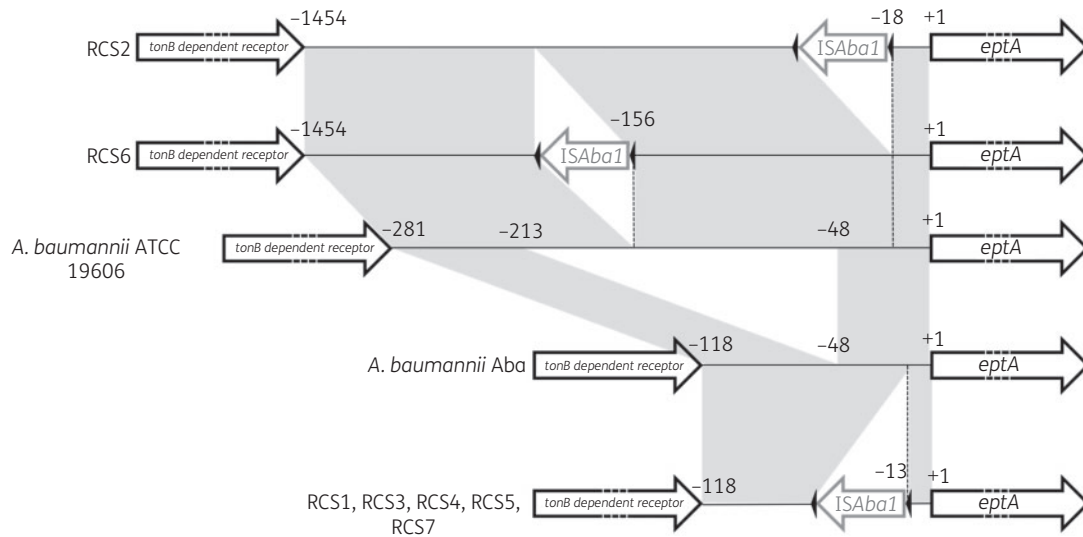 −1454 −18 +1
RCS2 tonB dependent receptor ISAba1 eptA
−1454 −156 +1
RCS6 tonB dependent receptor ISAba1 eptA
−281 −213 −48 +1
A. baumannii ATCC tonB dependent receptor eptA
19606
−118 −48 +1
A. baumannii Aba tonB dependent receptor eptA
−118 −13 +1
RCS1, RCS3, RCS4, RCS5, tonB dependent receptor ISAba1 eptA
RCS7